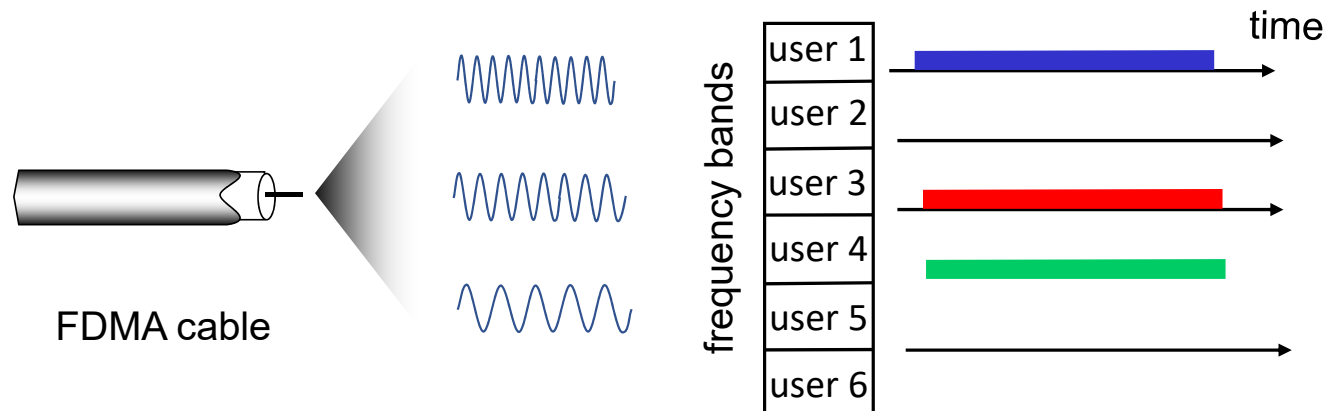 FDMA cable
frequency bands
user 1
user 2
user 3
user 4
user 5
user 6
time